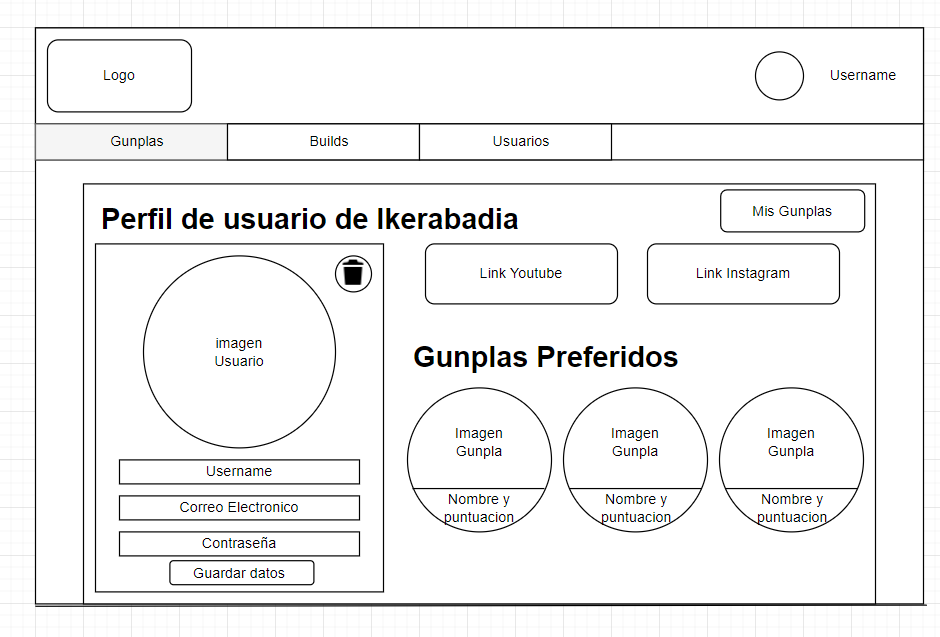 Logo
Username
Gunplas
Builds
Usuarios
Perfil de usuario de Ikerabadia
Mis Gunplas
imagen
Usuario
Username
Correo Electronico
Contraseña
Guardar datos
Link Youtube
Link Instagram
Gunplas Preferidos
Imagen
Gunpla
Nombre y
puntuacion
Imagen
Gunpla
Nombre y
puntuacion
Imagen
Gunpla
Nombre y
puntuacion